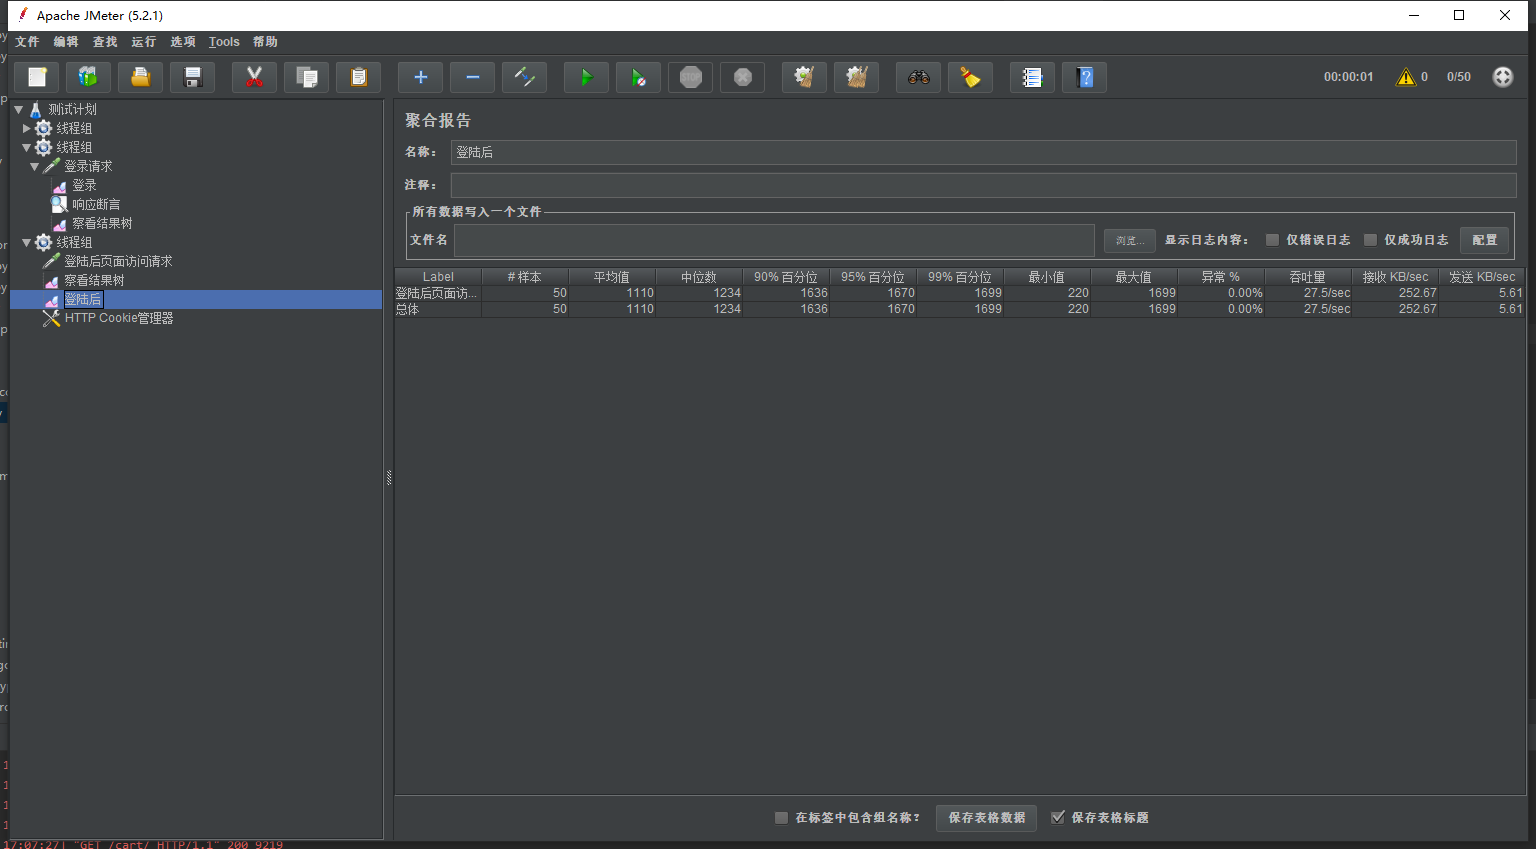 Apache JMeter (5.2.1)
文件 编辑 查找 运行 选项 Tools 帮助
STOP
00:00:01 0 0/50
测试计划
线程组
线程组
登录请求
登录
响应断言
察看结果树
线程组
登陆后页面访问请求
察看结果树
登陆后
HTTP Cookie管理器
聚合报告
名称： 登陆后
注释：
所有数据写入一个文件
文件名 浏览... 显示日志内容： 仅错误日志 仅成功日志 配置
Label # 样本 平均值 中位数 90% 百分位 95% 百分位 99% 百分位 最小值 最大值 异常 % 吞吐量 接收 KB/sec 发送 KB/sec
登陆后页面访... 50 1110 1234 1636 1670 1699 220 1699 0.00% 27.5/sec 252.67 5.61
总体 50 1110 1234 1636 1670 1699 220 1699 0.00% 27.5/sec 252.67 5.61
在标签中包含组名称？ 保存表格数据 保存表格标题
17:07:27] "GET /cart/ HTTP/1.1" 200 9219